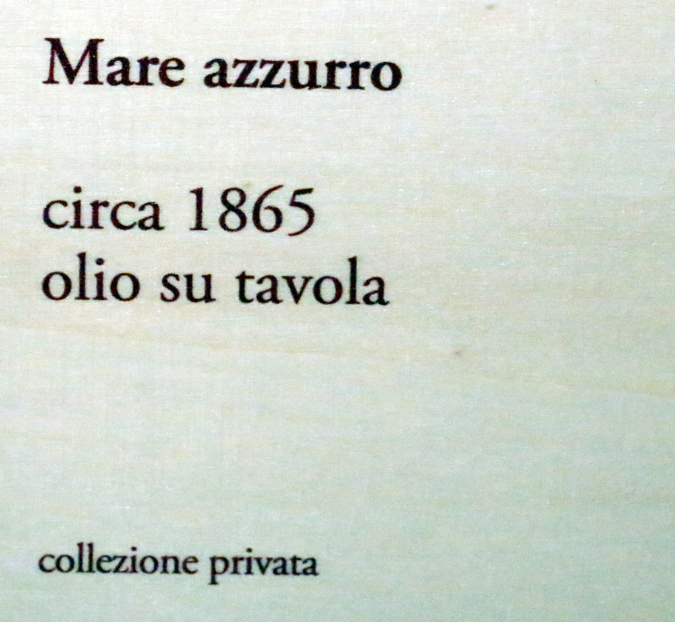 Mare azzurro
circa 1865
olio su tavola
collezione privata